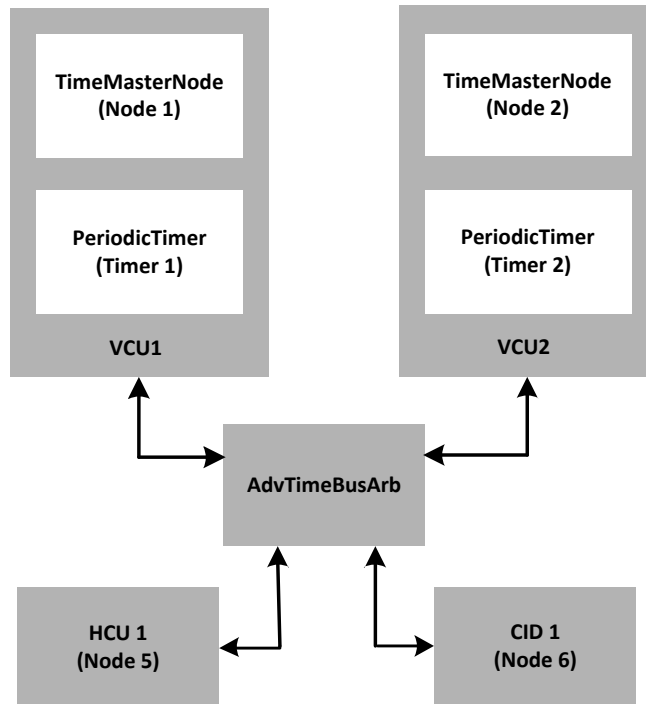 TimeMasterNode
(Node 1)
PeriodicTimer
(Timer 1)
VCU1
TimeMasterNode
(Node 2)
PeriodicTimer
(Timer 2)
VCU2
AdvTimeBusArb
HCU 1
(Node 5)
CID 1
(Node 6)